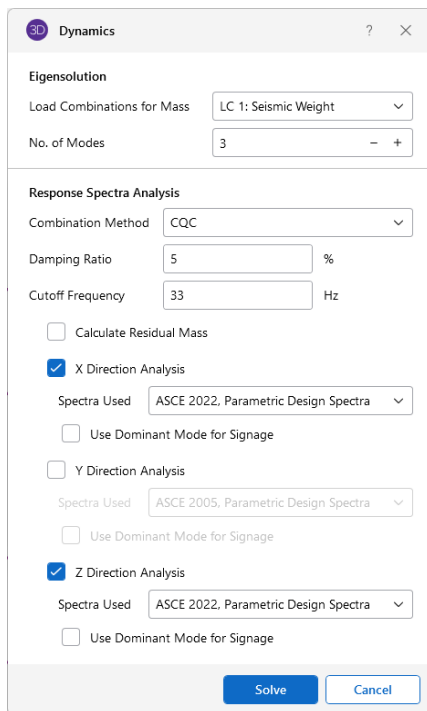 3D Dynamics ?
Eigensolution
Load Combinations for Mass LC 1: Seismic Weight
No. of Modes 3 − +
Response Spectra Analysis
Combination Method CQC
Damping Ratio 5 %
Cutoff Frequency 33 Hz
Calculate Residual Mass
X Direction Analysis
Spectra Used ASCE 2022, Parametric Design Spectra
Use Dominant Mode for Signage
Y Direction Analysis
Spectra Used ASCE 2005, Parametric Design Spectra
Use Dominant Mode for Signage
Z Direction Analysis
Spectra Used ASCE 2022, Parametric Design Spectra
Use Dominant Mode for Signage
Solve Cancel